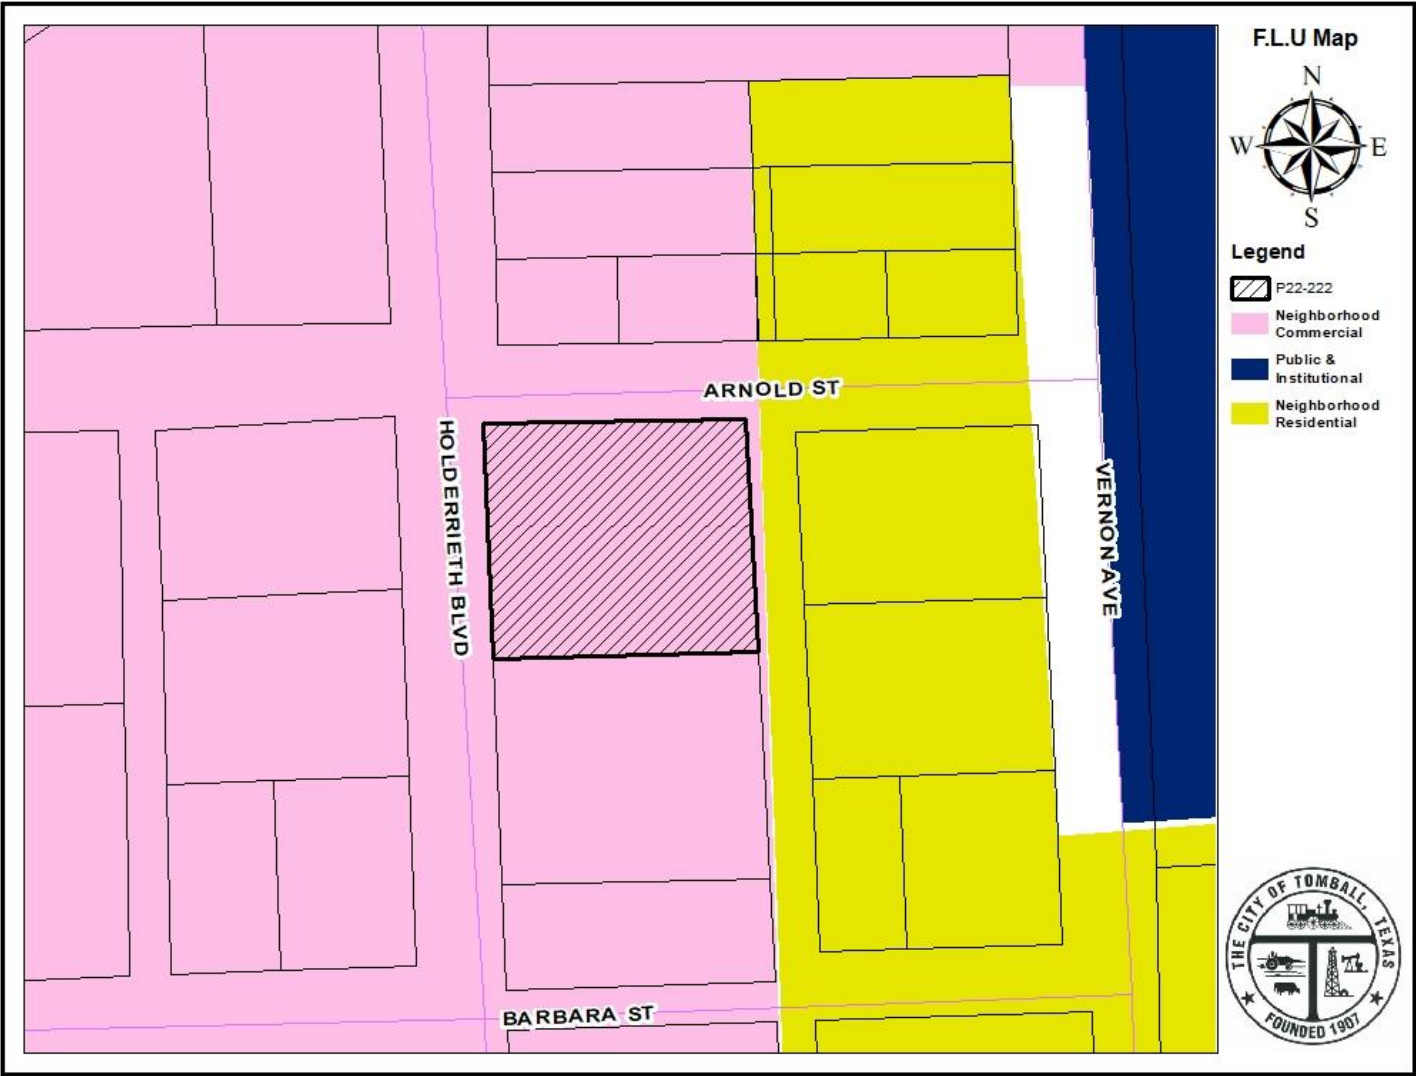 F.L.U Map
N
W
E
S
Legend
P22-222
Neighborhood
Commercial
Public &
Institutional
Neighborhood
Residential
ARNOLD ST
HOLDERRIETH BLVD
VERNON AVE
BARBARA ST
THE CITY OF TOMBALL, TEXAS
FOUNDED 1907